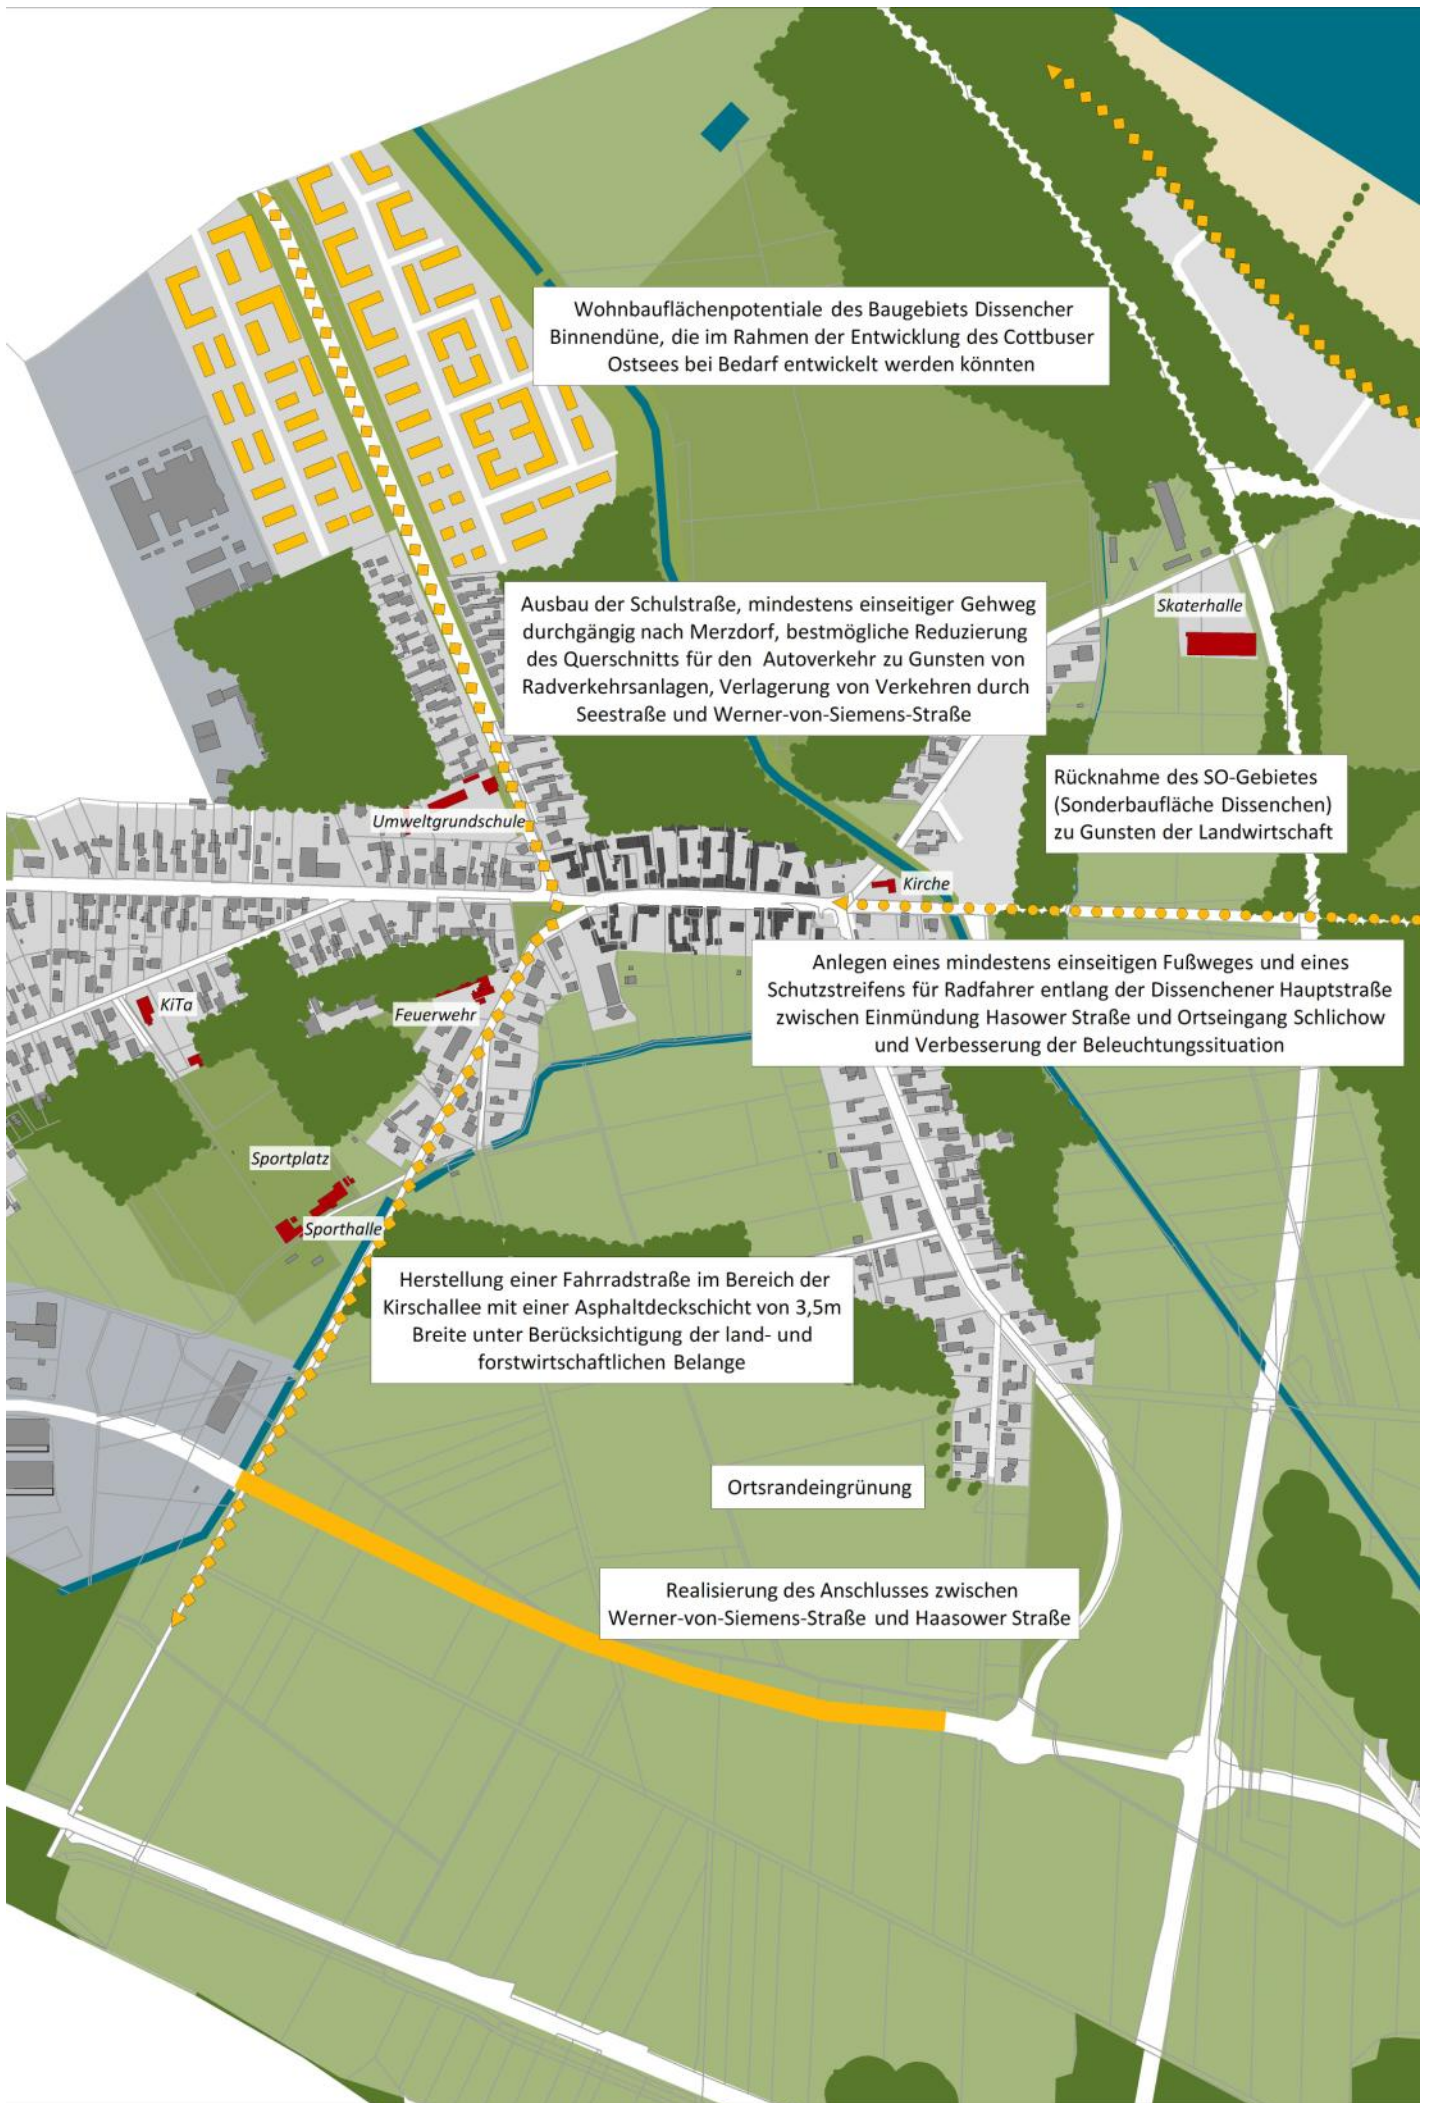 Wohnbauflächenpotentiale des Baugebiets Dissencher
Binnendüne, die im Rahmen der Entwicklung des Cottbuser
Ostsees bei Bedarf entwickelt werden könnten
Ausbau der Schulstraße, mindestens einseitiger Gehweg
durchgängig nach Merzdorf, bestmögliche Reduzierung
des Querschnitts für den Autoverkehr zu Gunsten von
Radverkehrsanlagen, Verlagerung von Verkehren durch
Seestraße und Werner-von-Siemens-Straße
Skaterhalle
Rücknahme des SO-Gebietes
(Sonderbaufläche Dissenchen)
zu Gunsten der Landwirtschaft
Umweltgrundschule
Kirche
Anlegen eines mindestens einseitigen Fußweges und eines
Schutzstreifens für Radfahrer entlang der Dissenchener Hauptstraße
zwischen Einmündung Hasower Straße und Ortseingang Schlichow
und Verbesserung der Beleuchtungssituation
KiTa
Feuerwehr
Sportplatz
Sporthalle
Herstellung einer Fahrradstraße im Bereich der
Kirschallee mit einer Asphaltdeckschicht von 3,5m
Breite unter Berücksichtigung der land- und
forstwirtschaftlichen Belange
Ortsrandeingrünung
Realisierung des Anschlusses zwischen
Werner-von-Siemens-Straße und Haasower Straße